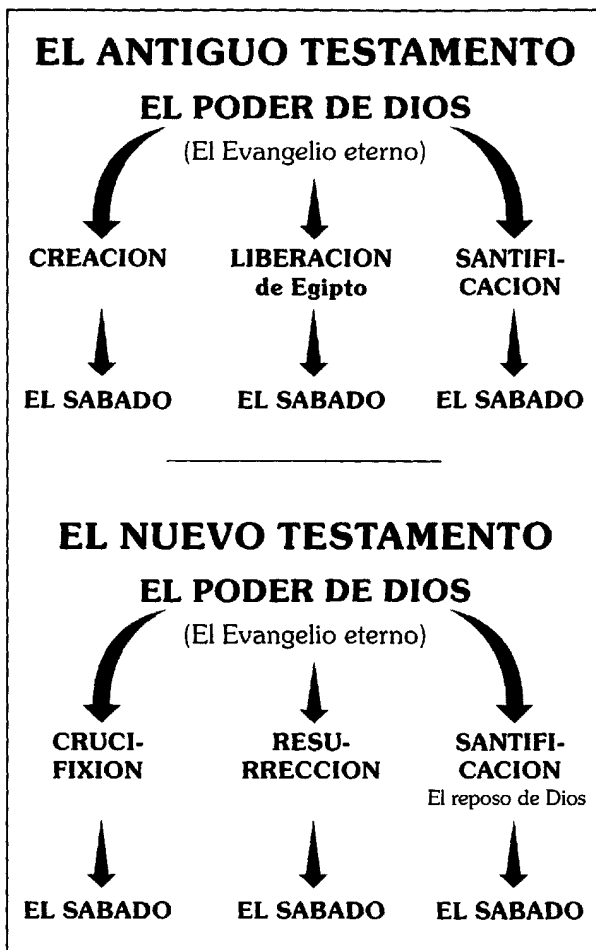 EL ANTIGUO TESTAMENTO
EL PODER DE DIOS
(El Evangelio eterno)
CREACION
LIBERACION
de Egipto
SANTIFI-
CACION
EL SABADO
EL SABADO
EL SABADO
EL NUEVO TESTAMENTO
EL PODER DE DIOS
(El Evangelio eterno)
CRUCI-
FIXION
RESU-
RRECCION
SANTIFI-
CACION
El reposo de Dios
EL SABADO
EL SABADO
EL SABADO